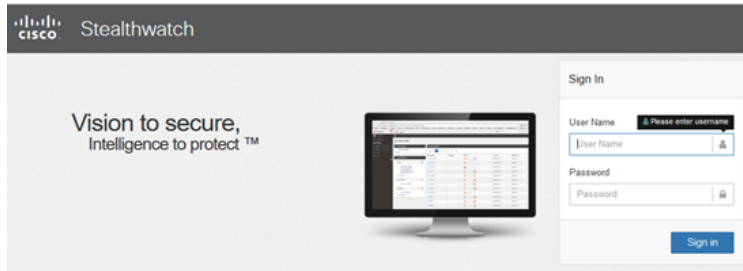 CISCO
Stealthwatch
Vision to secure,
Intelligence to protect ™
Sign In
User Name
Please enter username
User Name
Password
Password
Sign in